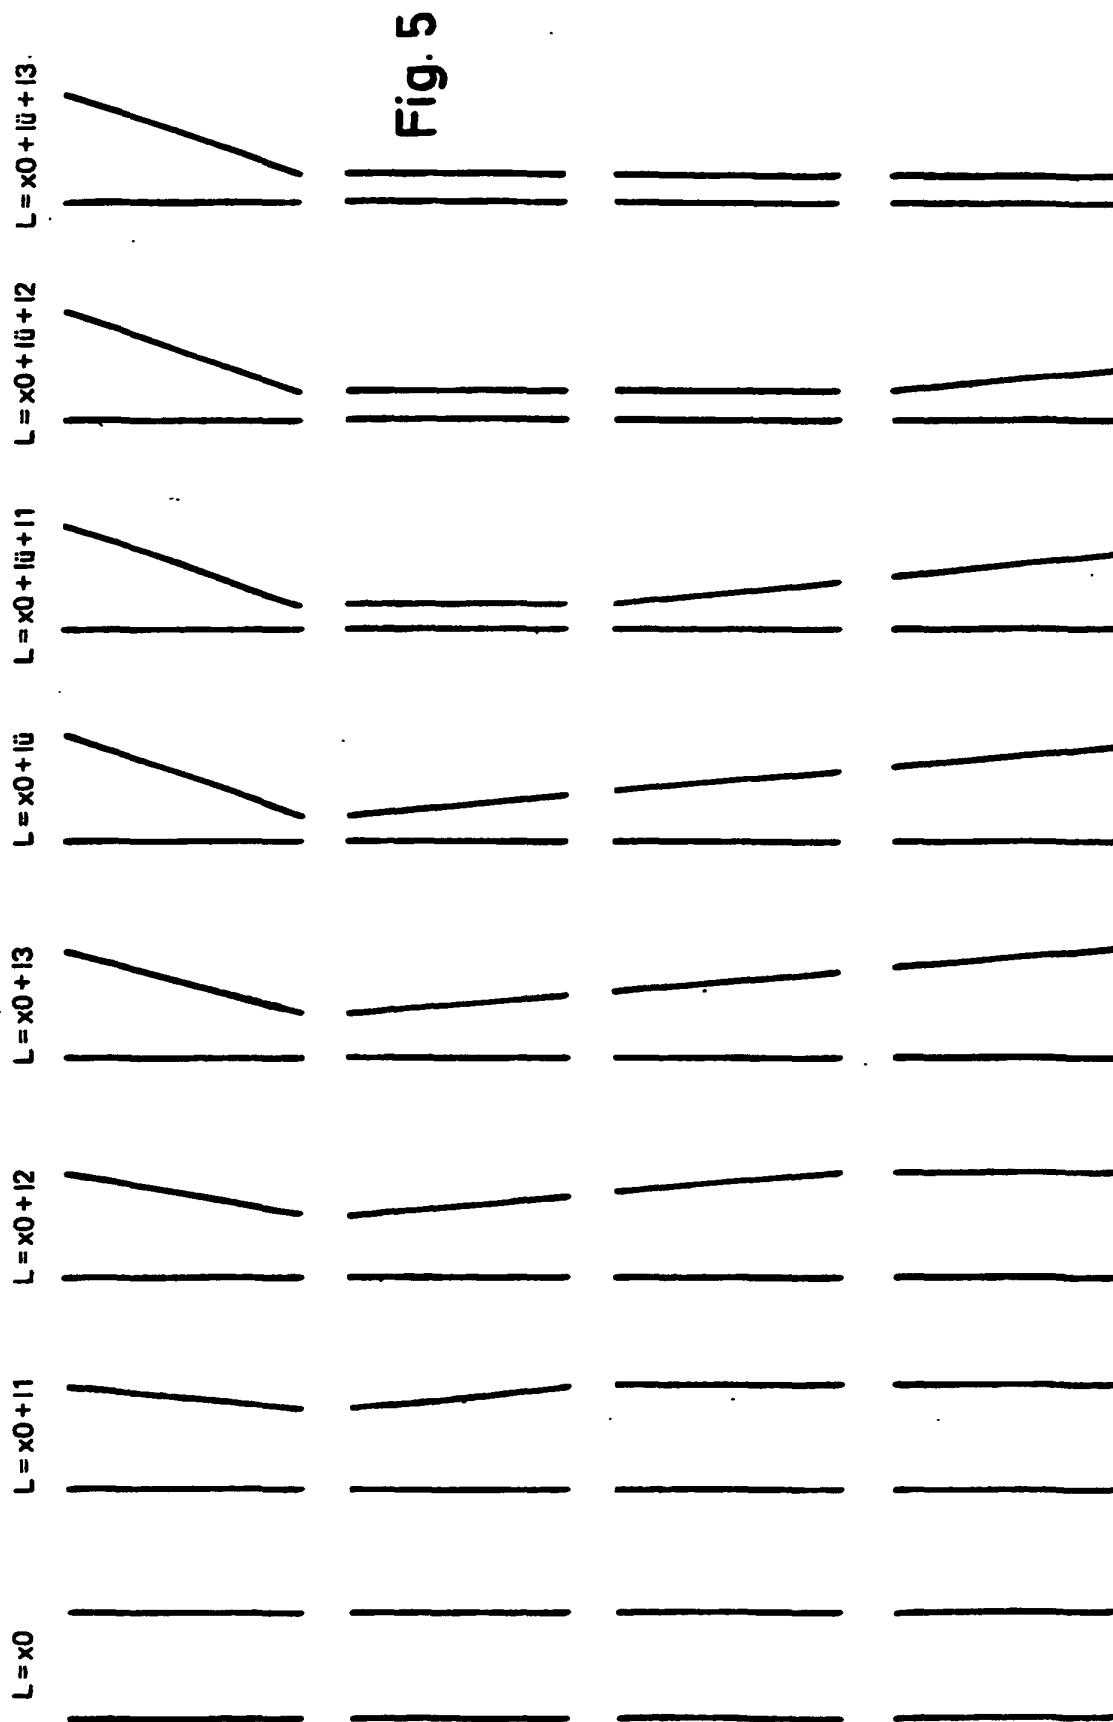 L = x0
L = x0 + l1
L = x0 + l2
L = x0 + l3
L = x0 + lü
L = x0 + lü + l1
L = x0 + lü + l2
L = x0 + lü + l3
Fig. 5